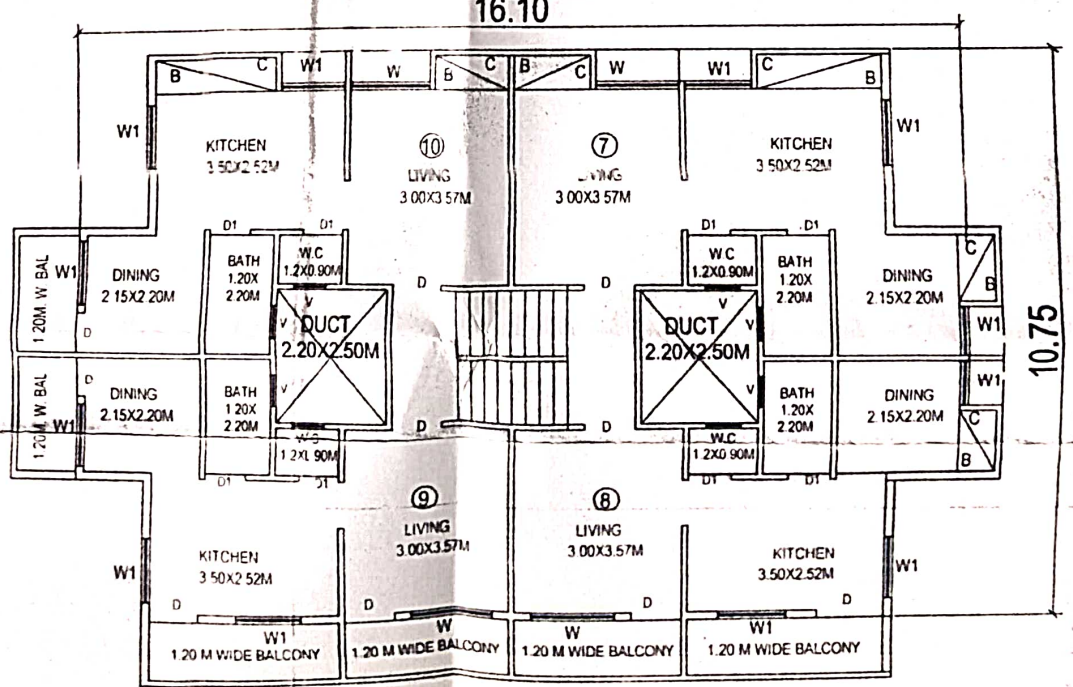 16.10
B C W1 W B C B C W W1 C B
W1 W1
KITCHEN
3.50X2.52M
10
LIVING
3.00X3.57M
7
LIVING
3.00X3.57M
KITCHEN
3.50X2.52M
D1 D1 D1 D1
1.20M W. BAL
W1
D
DINING
2.15X2.20M
BATH
1.20X
2.20M
W.C
1.2X0.90M
D D
W.C
1.2X0.90M
BATH
1.20X
2.20M
DINING
2.15X2.20M
C
B
W1
V
V
DUCT
2.20X2.50M
V
V
DUCT
2.20X2.50M
V
10.75
1.20M. W. BAL
D
W1
DINING
2.15X2.20M
BATH
1.20X
2.20M
1.2X0.90M
D D
W.C
1.2X0.90M
BATH
1.20X
2.20M
DINING
2.15X2.20M
W1
C
B
D1 D1 D1 D1
9
LIVING
3.00X3.57M
8
LIVING
3.00X3.57M
KITCHEN
3.50X2.52M
KITCHEN
3.50X2.52M
W1 W1
D D D D
W1 W W W1
1.20 M WIDE BALCONY
1.20 M WIDE BALCONY
1.20 M WIDE BALCONY
1.20 M WIDE BALCONY